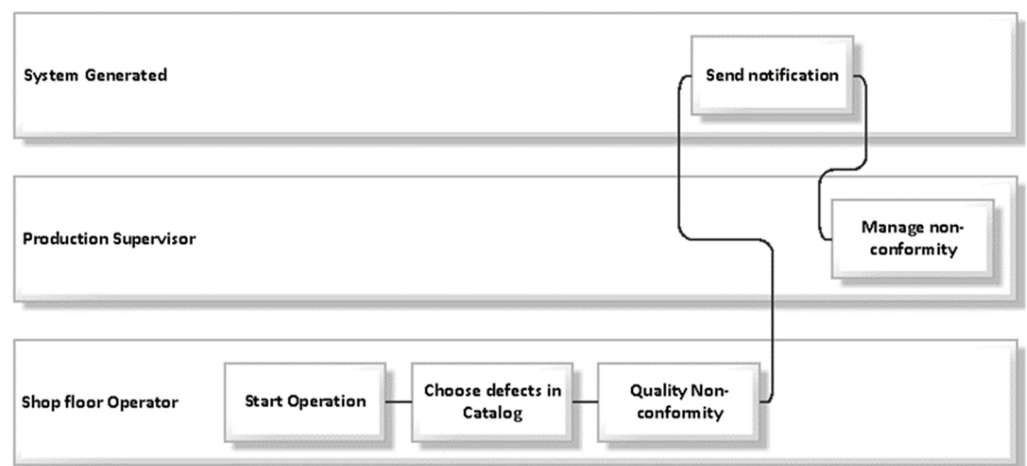 System Generated
Send notification
Production Supervisor
Manage non-
conformity
Shop floor Operator
Start Operation
Choose defects in
Catalog
Quality Non-
conformity